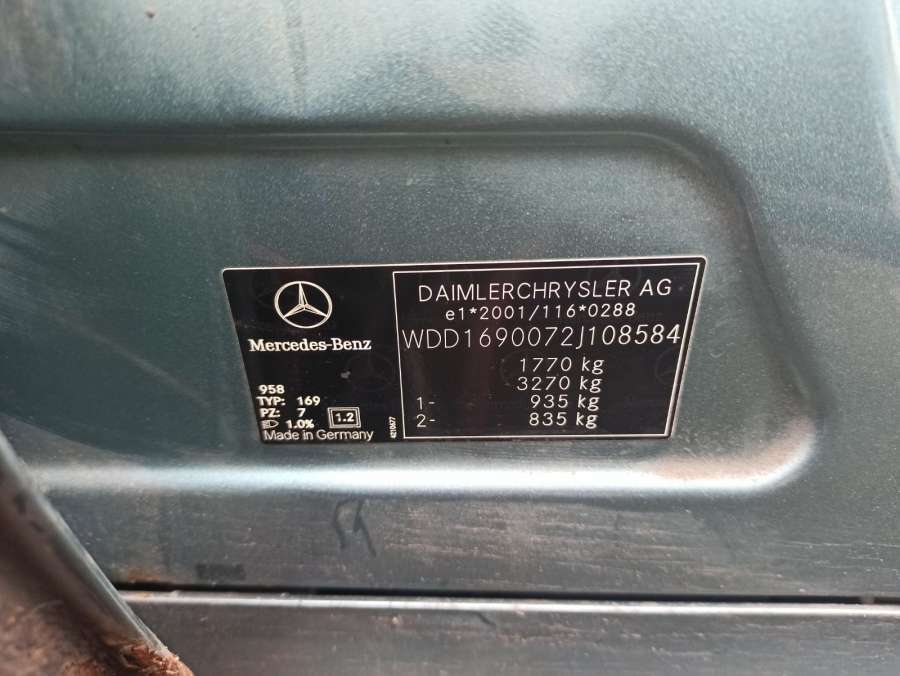 Mercedes-Benz
958
TYP: 169
PZ: 7
1.0%
1.2
Made in Germany
DAIMLERCHRYSLER AG
e1*2001/116*0288
WDD1690072J108584
1770 kg
3270 kg
1- 935 kg
2- 835 kg